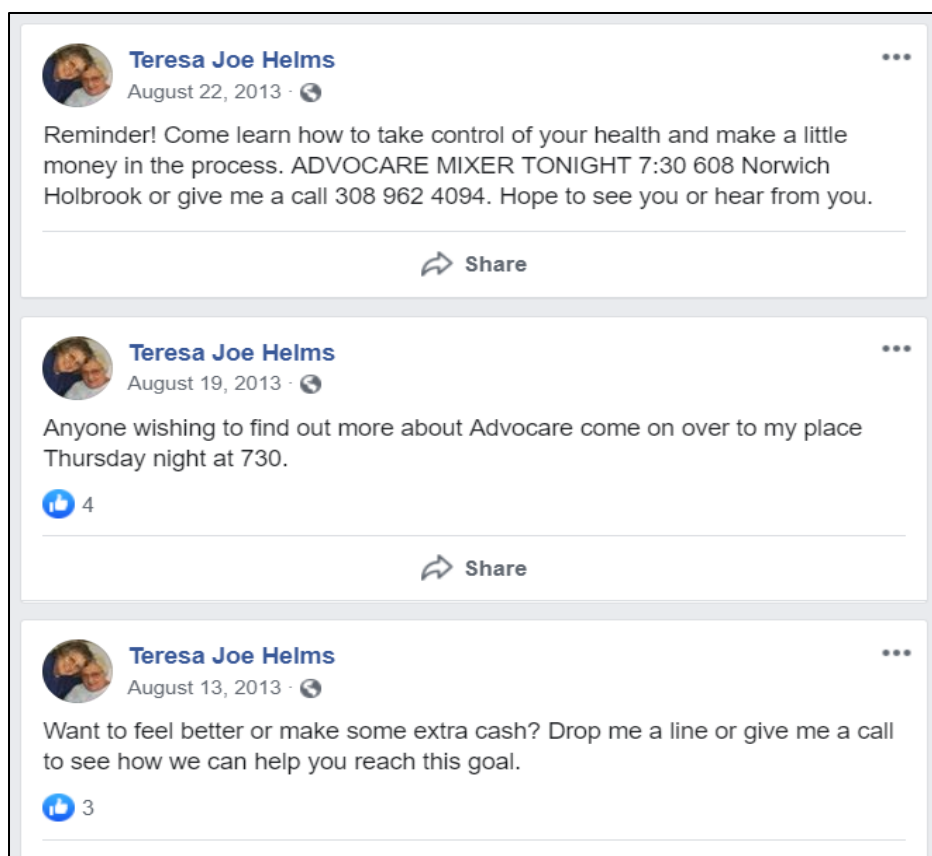 Teresa Joe Helms
August 22, 2013 ·
Reminder! Come learn how to take control of your health and make a little
money in the process. ADVOCARE MIXER TONIGHT 7:30 608 Norwich
Holbrook or give me a call 308 962 4094. Hope to see you or hear from you.
Share
Teresa Joe Helms
August 19, 2013 ·
Anyone wishing to find out more about Advocare come on over to my place
Thursday night at 730.
4
Share
Teresa Joe Helms
August 13, 2013 ·
Want to feel better or make some extra cash? Drop me a line or give me a call
to see how we can help you reach this goal.
3